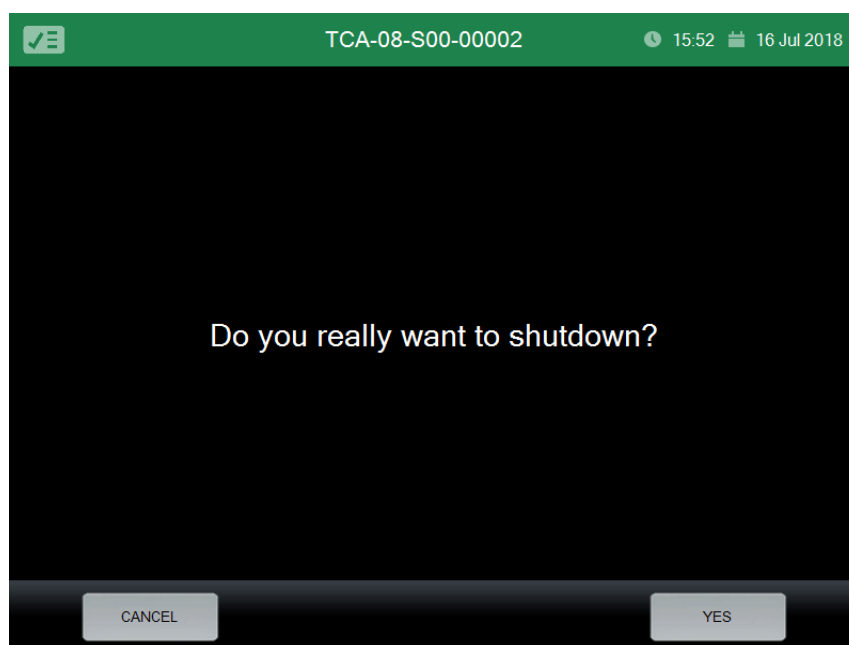 TCA-08-S00-00002 15:52 16 Jul 2018
Do you really want to shutdown?
CANCEL YES